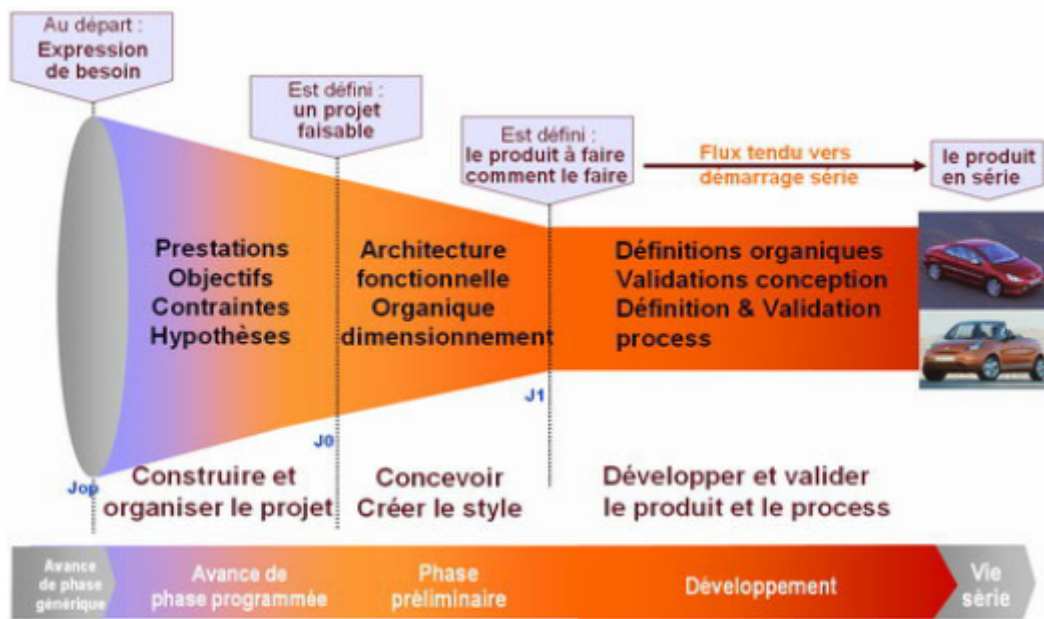 Au départ :
Expression
de besoin
Est défini :
un projet
faisable
Est défini :
le produit à faire
comment le faire
Flux tendu vers
démarrage série
le produit
en série
Prestations
Objectifs
Contraintes
Hypothèses
Architecture
fonctionnelle
Organique
dimensionnement
Définitions organiques
Validations conception
Définition & Validation
process
Jop
J0
J1
Construire et
organiser le projet
Concevoir
Créer le style
Développer et valider
le produit et le process
Avance
de phase
générique
Avance de
phase programmée
Phase
préliminaire
Développement
Vie
série